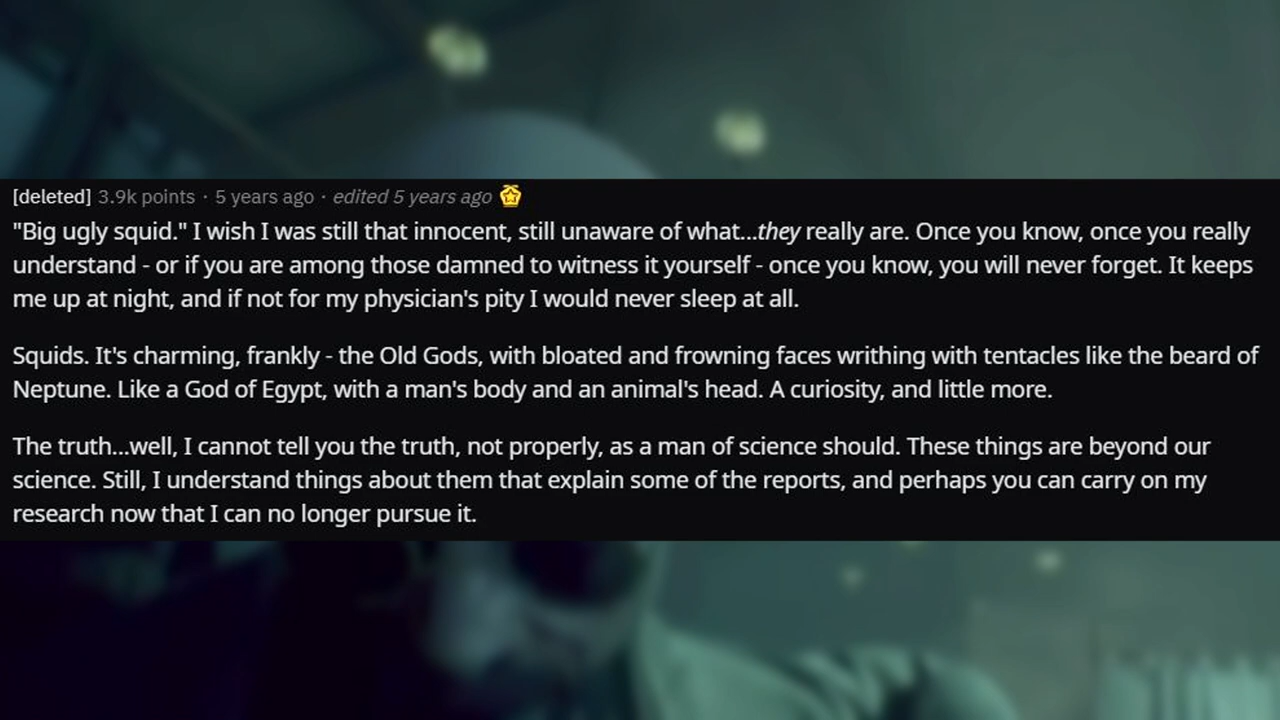 [deleted] 3.9k points · 5 years ago · edited 5 years ago
"Big ugly squid." I wish I was still that innocent, still unaware of what...they really are. Once you know, once you really
understand - or if you are among those damned to witness it yourself - once you know, you will never forget. It keeps
me up at night, and if not for my physician's pity I would never sleep at all.
Squids. It's charming, frankly - the Old Gods, with bloated and frowning faces writhing with tentacles like the beard of
Neptune. Like a God of Egypt, with a man's body and an animal's head. A curiosity, and little more.
The truth...well, I cannot tell you the truth, not properly, as a man of science should. These things are beyond our
science. Still, I understand things about them that explain some of the reports, and perhaps you can carry on my
research now that I can no longer pursue it.